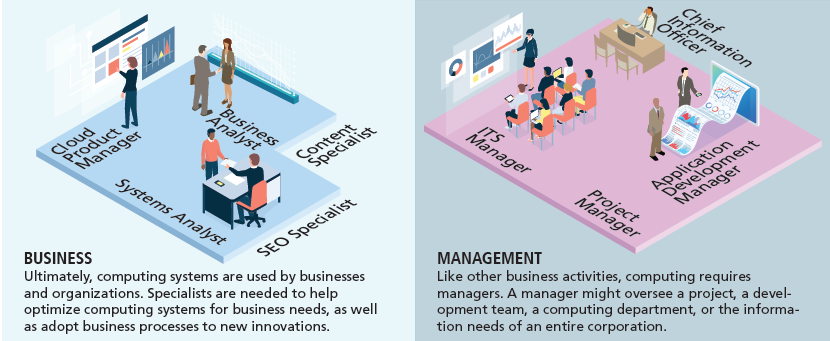 Cloud
Product
Manager
Business
Analyst
Content
Specialist
Systems Analyst
SEO Specialist
BUSINESS
Ultimately, computing systems are used by businesses
and organizations. Specialists are needed to help
optimize computing systems for business needs, as well
as adopt business processes to new innovations.
Chief
Information
Officer
ITS
Manager
Application
Development
Manager
Project
Manager
MANAGEMENT
Like other business activities, computing requires
managers. A manager might oversee a project, a devel-
opment team, a computing department, or the informa-
tion needs of an entire corporation.